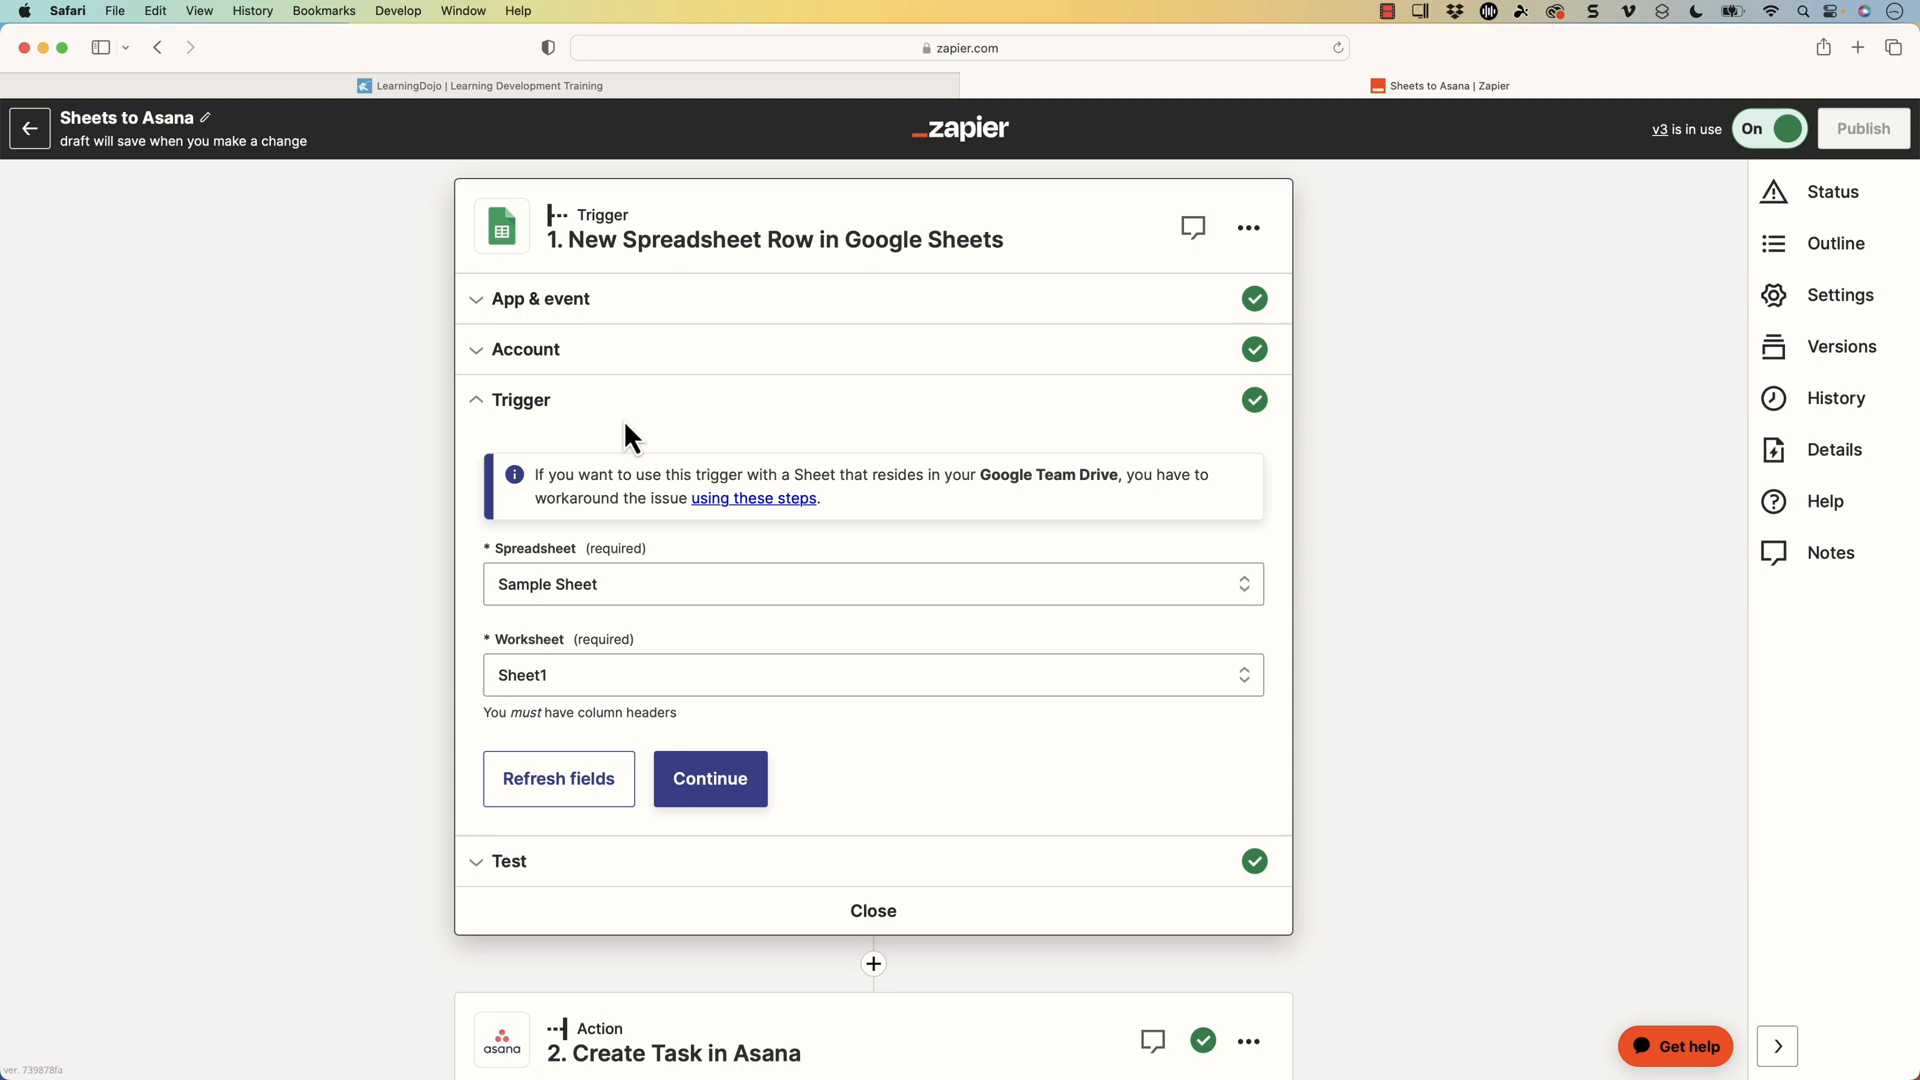 Safari File Edit View History Bookmarks Develop Window Help
zapier.com
LearningDojo | Learning Development Training
Sheets to Asana | Zapier
Sheets to Asana
draft will save when you make a change
zapier
v3 is in use
On
Publish
Trigger
1. New Spreadsheet Row in Google Sheets
App & event
Account
Trigger
If you want to use this trigger with a Sheet that resides in your Google Team Drive, you have to
workaround the issue using these steps.
* Spreadsheet (required)
Sample Sheet
* Worksheet (required)
Sheet1
You must have column headers
Refresh fields
Continue
Test
Close
asana
Action
2. Create Task in Asana
Status
Outline
Settings
Versions
History
Details
Help
Notes
Get help
ver. 739878fa